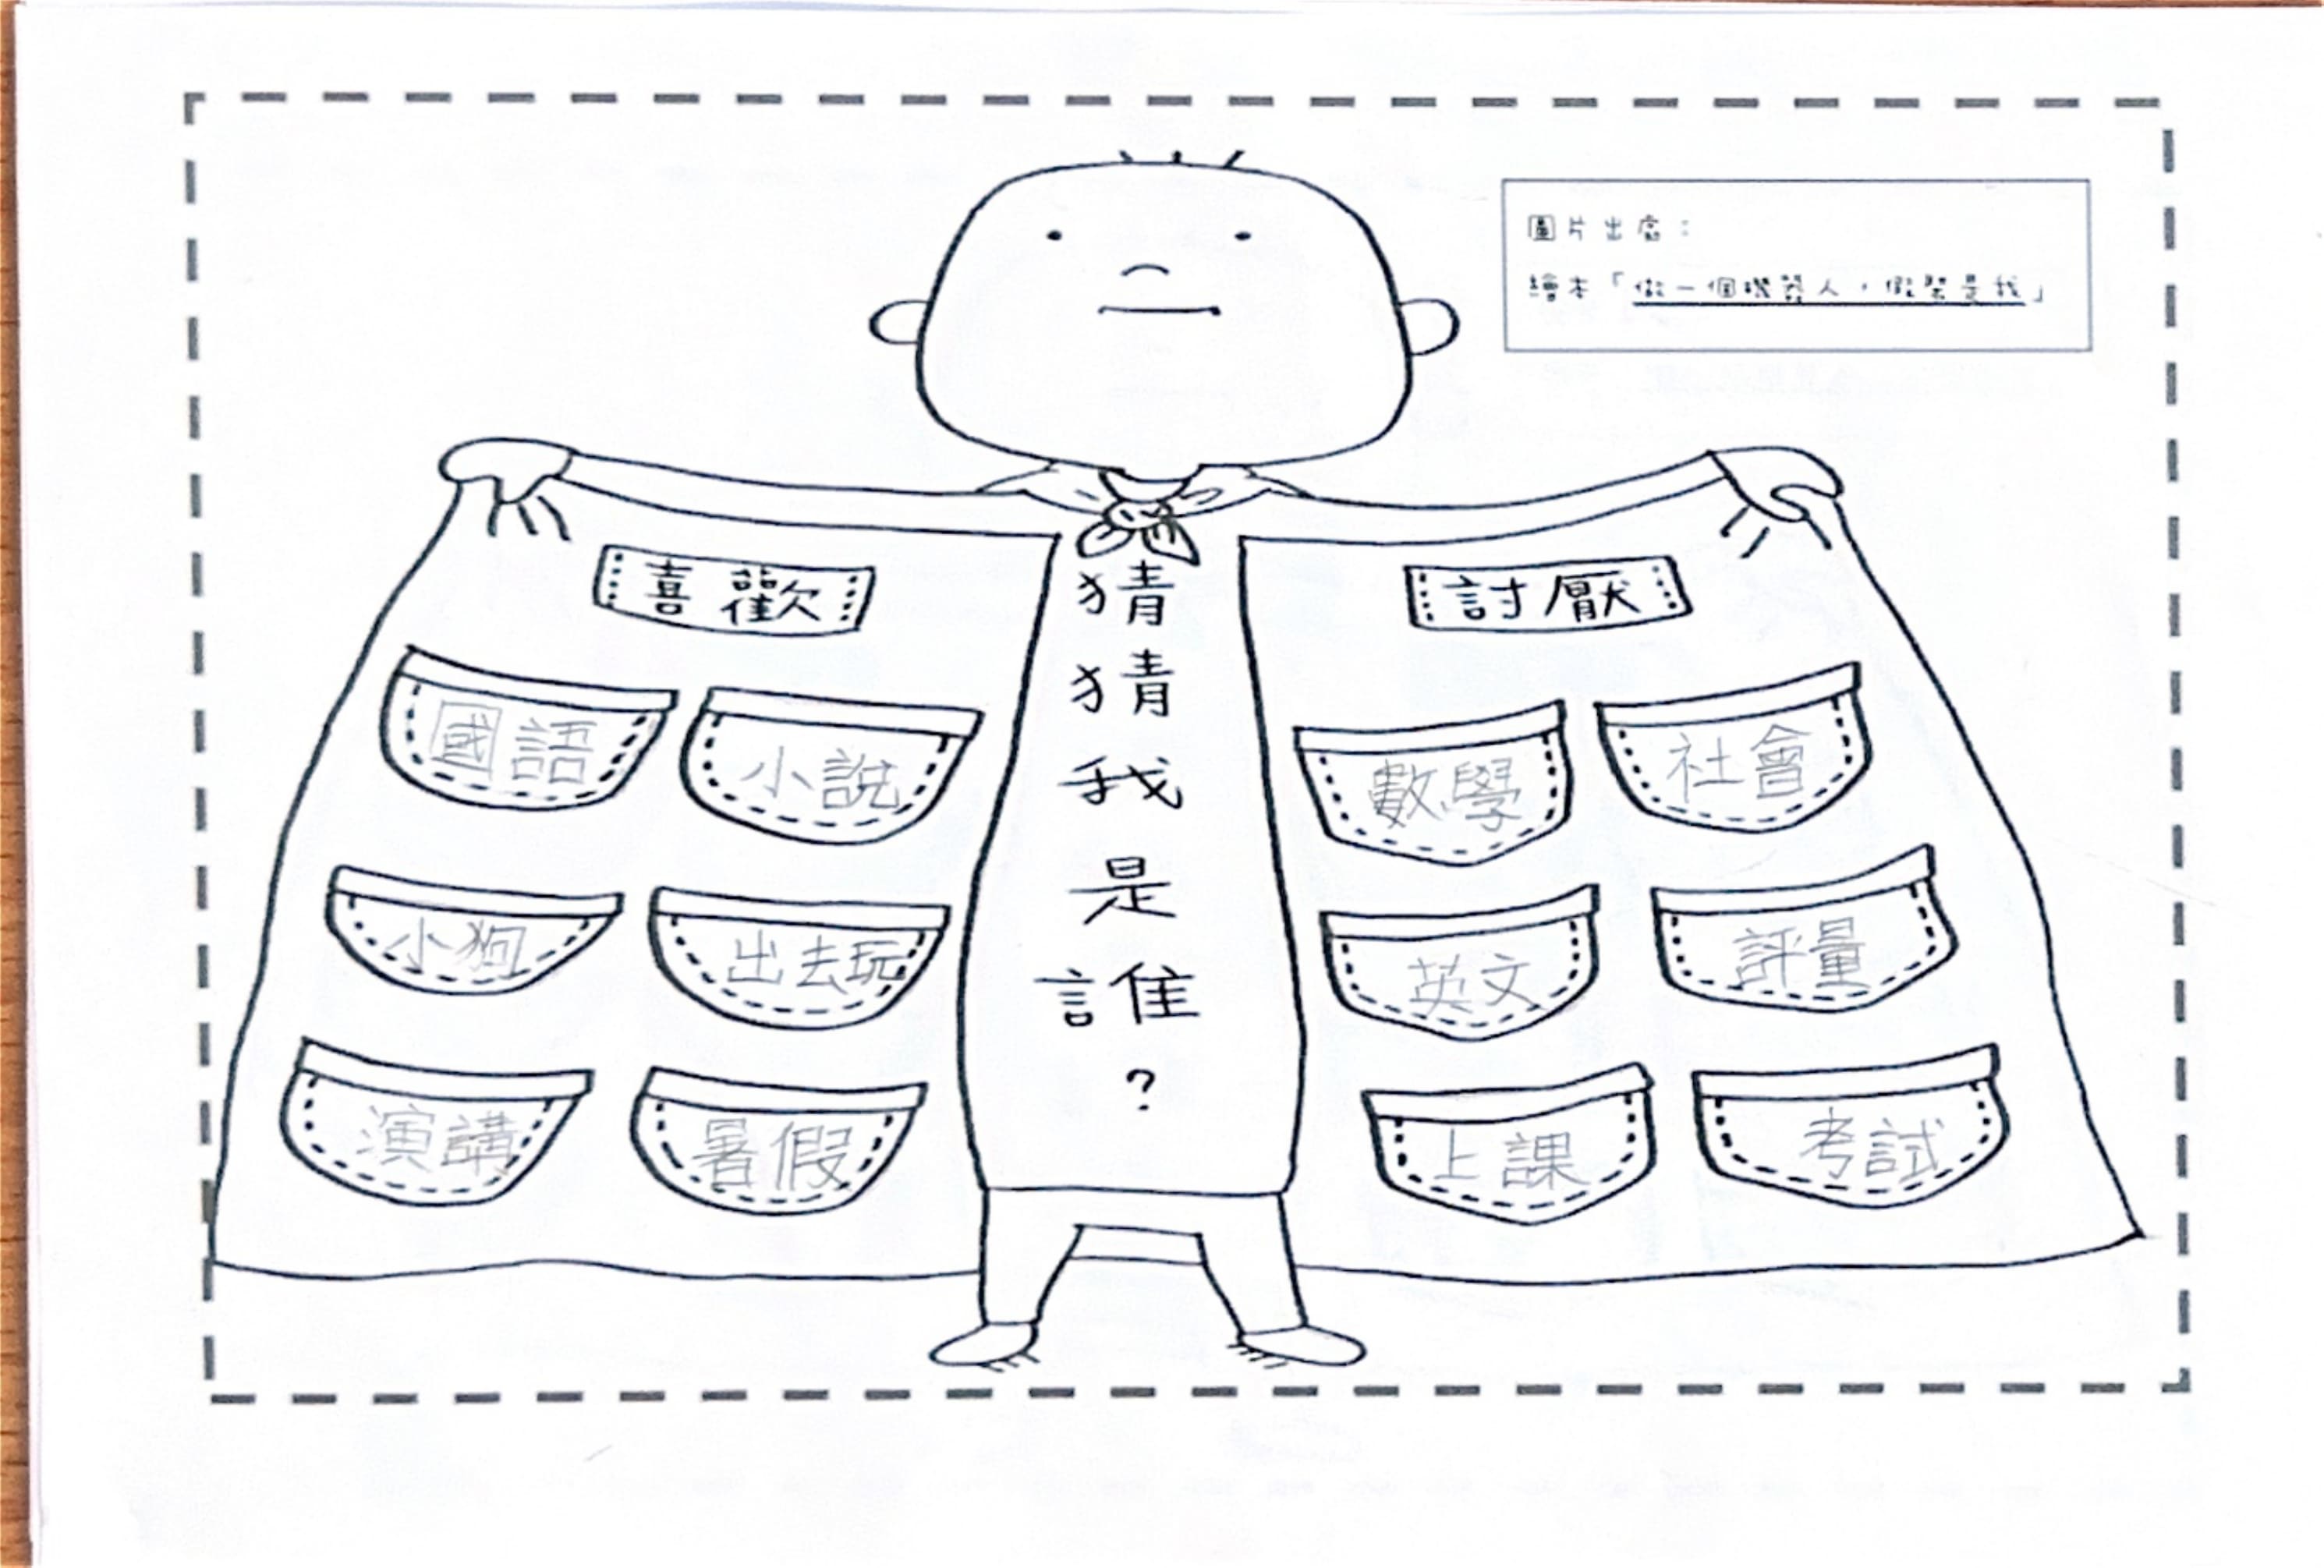 圖片出處：
繪本「做一個機器人，假裝是我」
喜歡
討厭
猜猜我是誰？
國語
小說
小狗
出去玩
演講
暑假
數學
社會
英文
評量
上課
考試